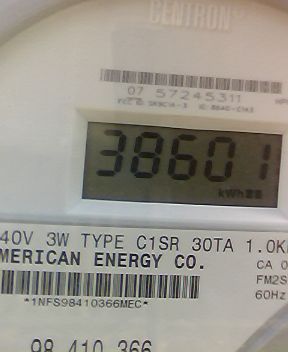 CENTRON
07 57245311
38601
kWh
40V 3W TYPE C1SR 30TA 1.0K
MERICAN ENERGY CO.
CA 0
FM2S
*1NFS98410366MEC*
60Hz
98 410 366